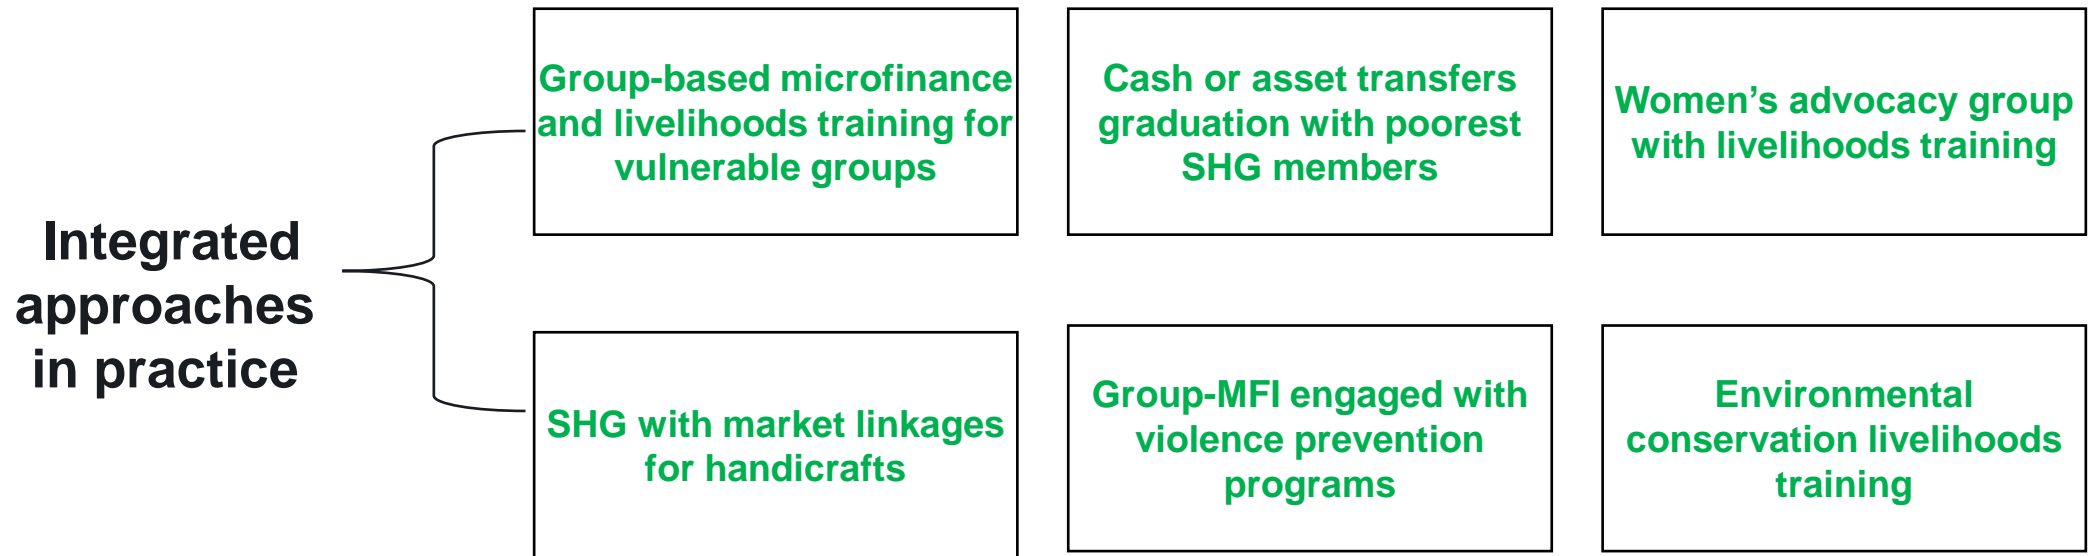 Integrated
approaches
in practice
Group-based microfinance
and livelihoods training for
vulnerable groups
Cash or asset transfers
graduation with poorest
SHG members
Women’s advocacy group
with livelihoods training
SHG with market linkages
for handicrafts
Group-MFI engaged with
violence prevention
programs
Environmental
conservation livelihoods
training